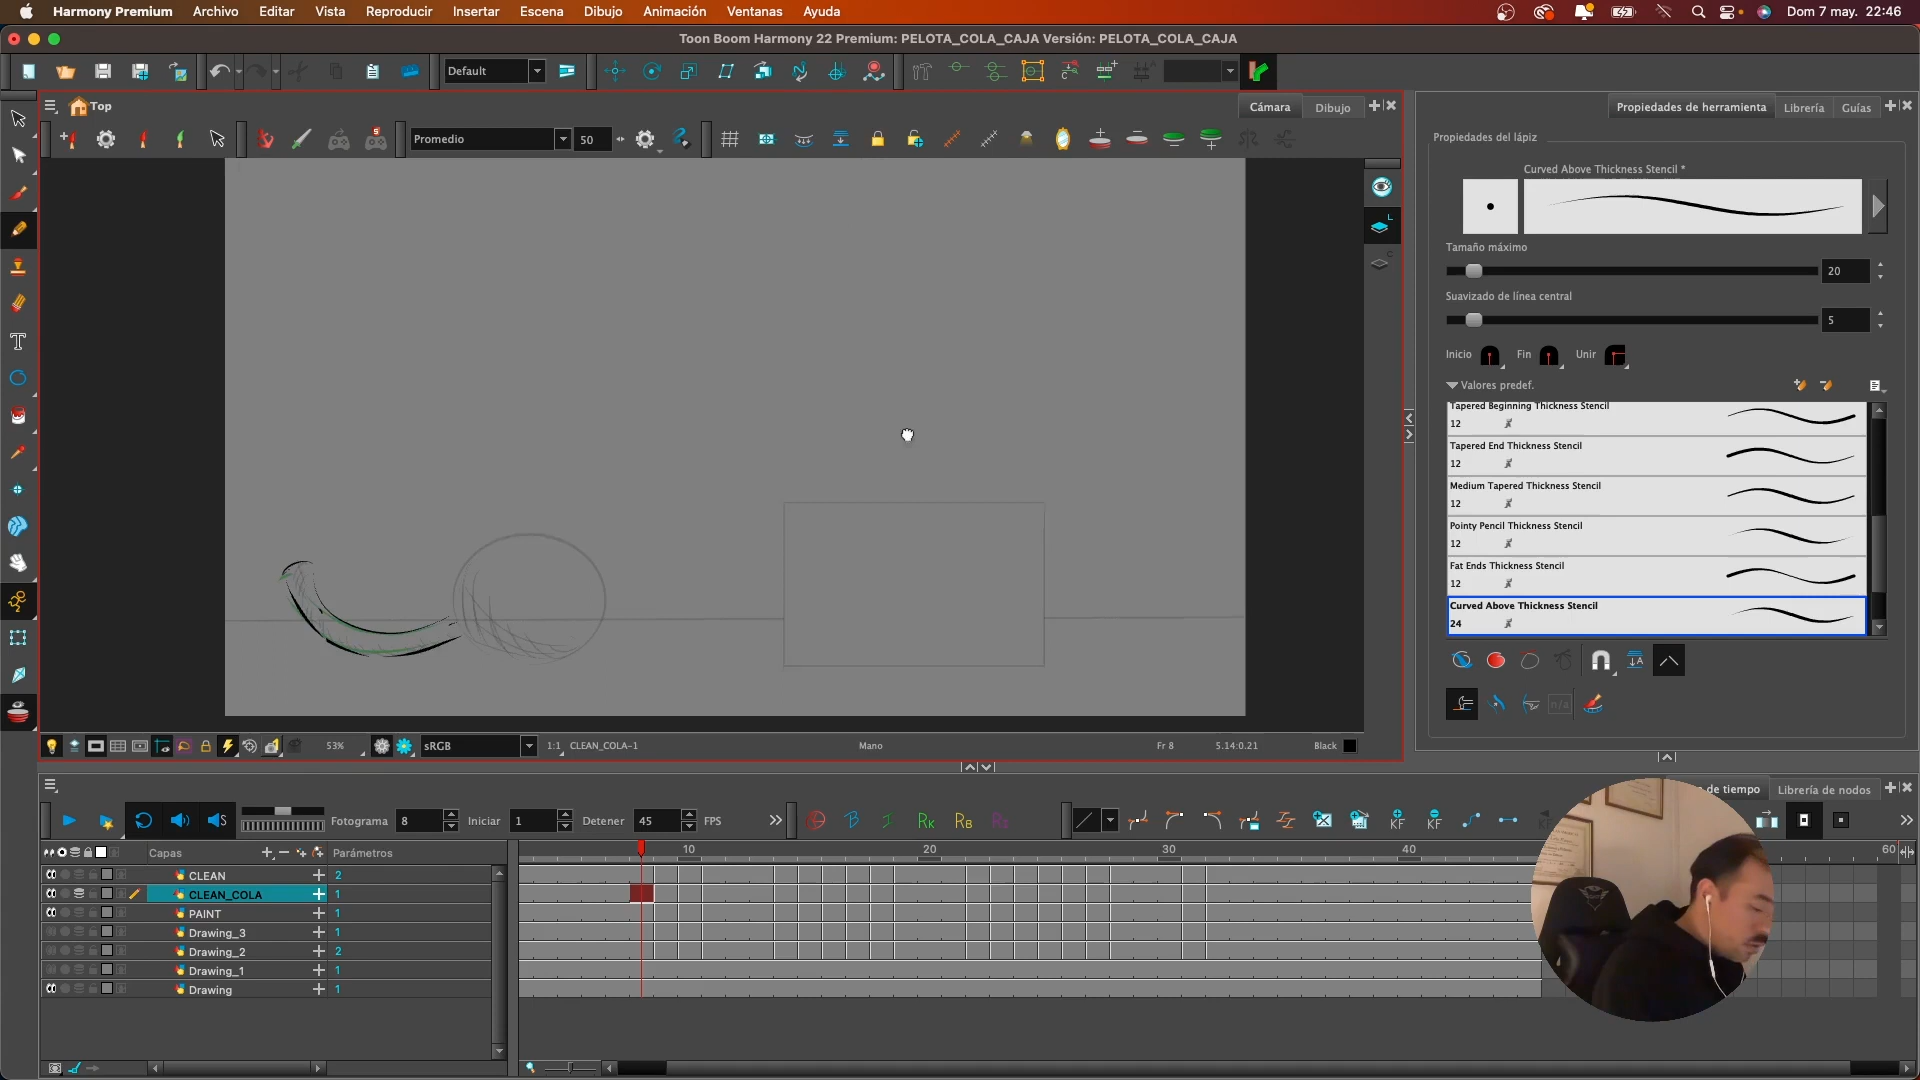 Harmony Premium Archivo Editar Vista Reproducir Insertar Escena Dibujo Animación Ventanas Ayuda Dom 7 may. 22:46
Toon Boom Harmony 22 Premium: PELOTA_COLA_CAJA Versión: PELOTA_COLA_CAJA
Default
Top Cámara Dibujo
Promedio 50
Propiedades de herramienta Librería Guías
Propiedades del lápiz
Curved Above Thickness Stencil *
Tamaño máximo
20
Suavizado de línea central
5
Inicio Fin Unir
Valores predef.
Tapered Beginning Thickness Stencil
12
Tapered End Thickness Stencil
12
Medium Tapered Thickness Stencil
12
Pointy Pencil Thickness Stencil
12
Fat Ends Thickness Stencil
12
Curved Above Thickness Stencil
24
53% sRGB 1:1 CLEAN_COLA-1 Mano Fr 8 5.14:0.21 Black
de tiempo Librería de nodos
Fotograma 8 Iniciar 1 Detener 45 FPS
Capas Parámetros 10 20 30 40 60
CLEAN 2
CLEAN_COLA 1
PAINT 1
Drawing_3 1
Drawing_2 2
Drawing_1 1
Drawing 1